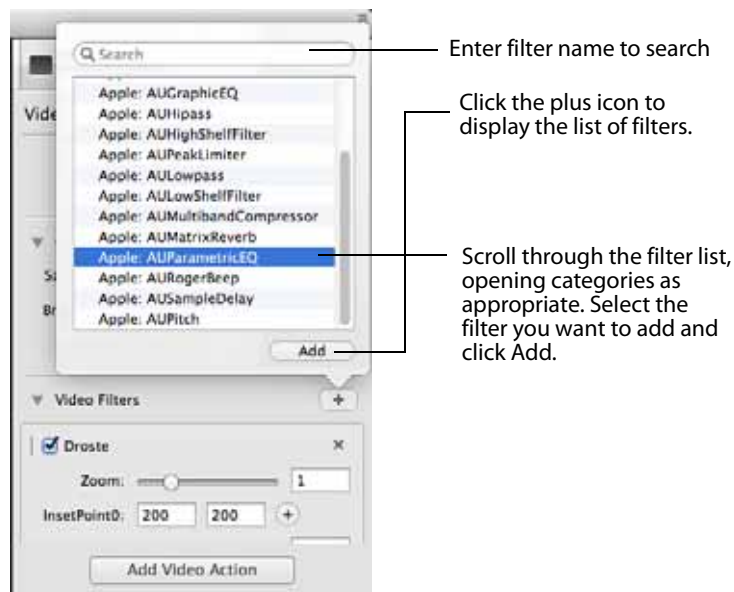 Search
Enter filter name to search
Apple: AUGraphicEQ
Apple: AUHipass
Apple: AUHighShelfFilter
Apple: AUPeakLimiter
Apple: AULowpass
Apple: AULowShelfFilter
Apple: AUMultibandCompressor
Apple: AUMatrixReverb
Apple: AUParametricEQ
Apple: AURogerBeep
Apple: AUSampleDelay
Apple: AUPitch
Add
Click the plus icon to
display the list of filters.
Scroll through the filter list,
opening categories as
appropriate. Select the
filter you want to add and
click Add.
Vide
Sa
Br
Video Filters
+
Droste
Zoom:
1
InsetPoint0: 200 200 +
Add Video Action